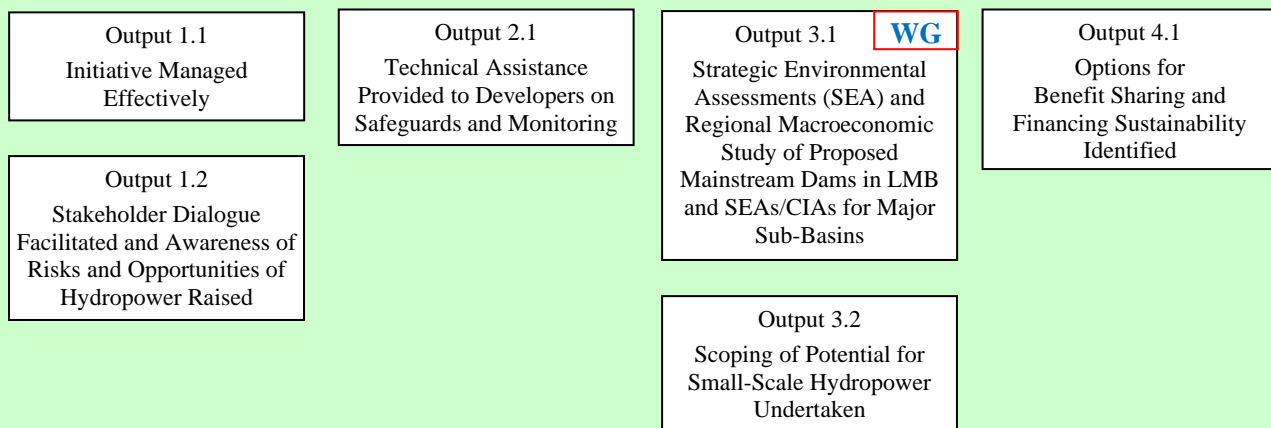 Output 1.1
Initiative Managed
Effectively
Output 1.2
Stakeholder Dialogue
Facilitated and Awareness of
Risks and Opportunities of
Hydropower Raised
Output 2.1
Technical Assistance
Provided to Developers on
Safeguards and Monitoring
Output 3.1
WG
Strategic Environmental
Assessments (SEA) and
Regional Macroeconomic
Study of Proposed
Mainstream Dams in LMB
and SEAs/CIAs for Major
Sub-Basins
Output 3.2
Scoping of Potential for
Small-Scale Hydropower
Undertaken
Output 4.1
Options for
Benefit Sharing and
Financing Sustainability
Identified